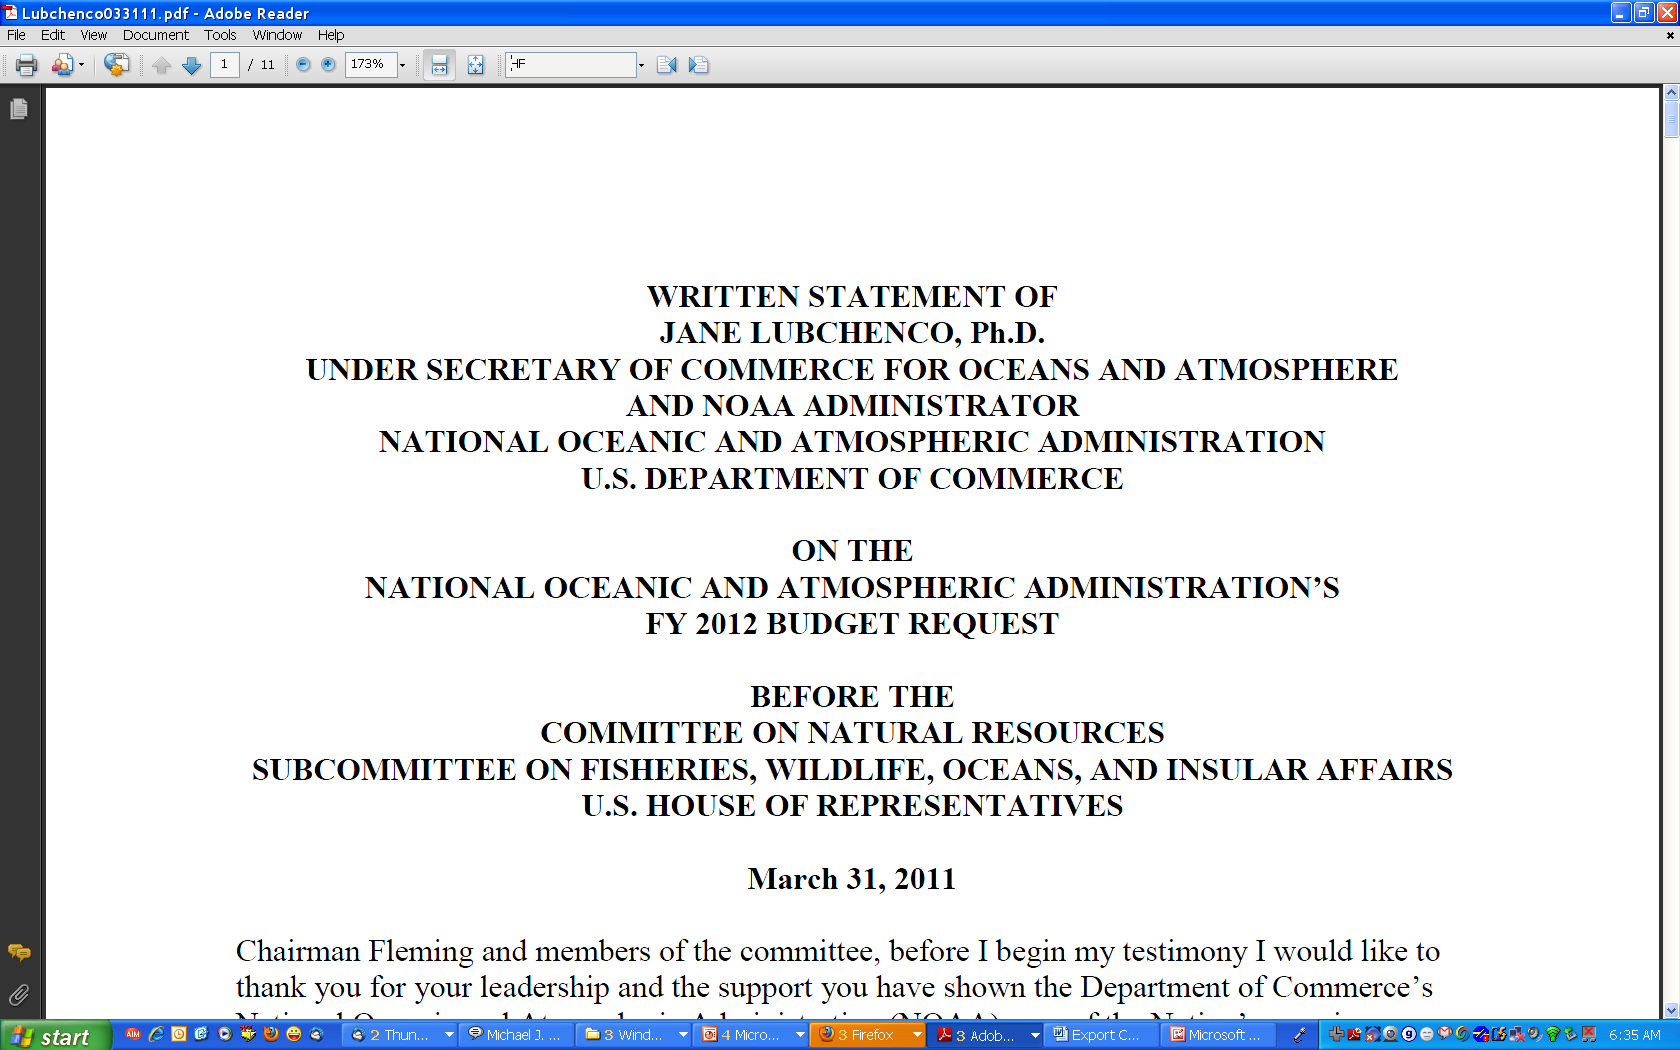 Lubchenco033111.pdf - Adobe Reader
File Edit View Document Tools Window Help
1 / 11 173% HF
WRITTEN STATEMENT OF
JANE LUBCHENCO, Ph.D.
UNDER SECRETARY OF COMMERCE FOR OCEANS AND ATMOSPHERE
AND NOAA ADMINISTRATOR
NATIONAL OCEANIC AND ATMOSPHERIC ADMINISTRATION
U.S. DEPARTMENT OF COMMERCE
ON THE
NATIONAL OCEANIC AND ATMOSPHERIC ADMINISTRATION’S
FY 2012 BUDGET REQUEST
BEFORE THE
COMMITTEE ON NATURAL RESOURCES
SUBCOMMITTEE ON FISHERIES, WILDLIFE, OCEANS, AND INSULAR AFFAIRS
U.S. HOUSE OF REPRESENTATIVES
March 31, 2011
Chairman Fleming and members of the committee, before I begin my testimony I would like to
thank you for your leadership and the support you have shown the Department of Commerce’s
start 2 Thun... Michael J. ... 3 Wind... 4 Micro... 3 Firefox 3 Adob... Export C... Microsoft ... 6:35 AM